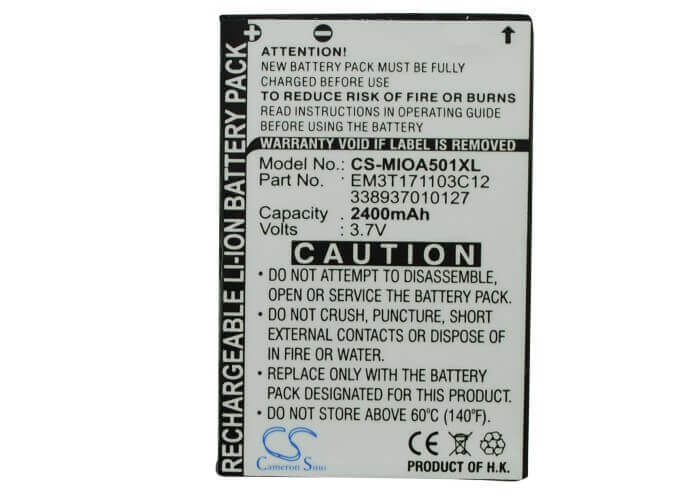 RECHARGEABLE LI-ION BATTERY PACK
+ -
ATTENTION!
NEW BATTERY PACK MUST BE FULLY
CHARGED BEFORE USE.
TO REDUCE RISK OF FIRE OR BURNS
READ THE OPERATING GUIDE CAREFULLY
BEFORE USING THE BATTERY.
WARRANTY VOID IF LABEL IS REMOVED
Model No.: CS-MIOA501XL
Part No. EM3T171103C12
338937010127
Capacity : 2400mAh
Volts : 3.7V
CAUTION
• DO NOT ATTEMPT TO DISASSEMBLE,
OPEN OR SERVICE THE BATTERY PACK.
• DO NOT CRUSH, PUNCTURE, SHORT
EXTERNAL CONTACTS OR DISPOSE OF
IN FIRE OR WATER.
• REPLACE ONLY WITH THE BATTERY
PACK DESIGNATED FOR THIS PRODUCT.
• DO NOT STORE ABOVE 60°C (140°F).
CS
Cameron Sino
CE
PRODUCT OF H.K.